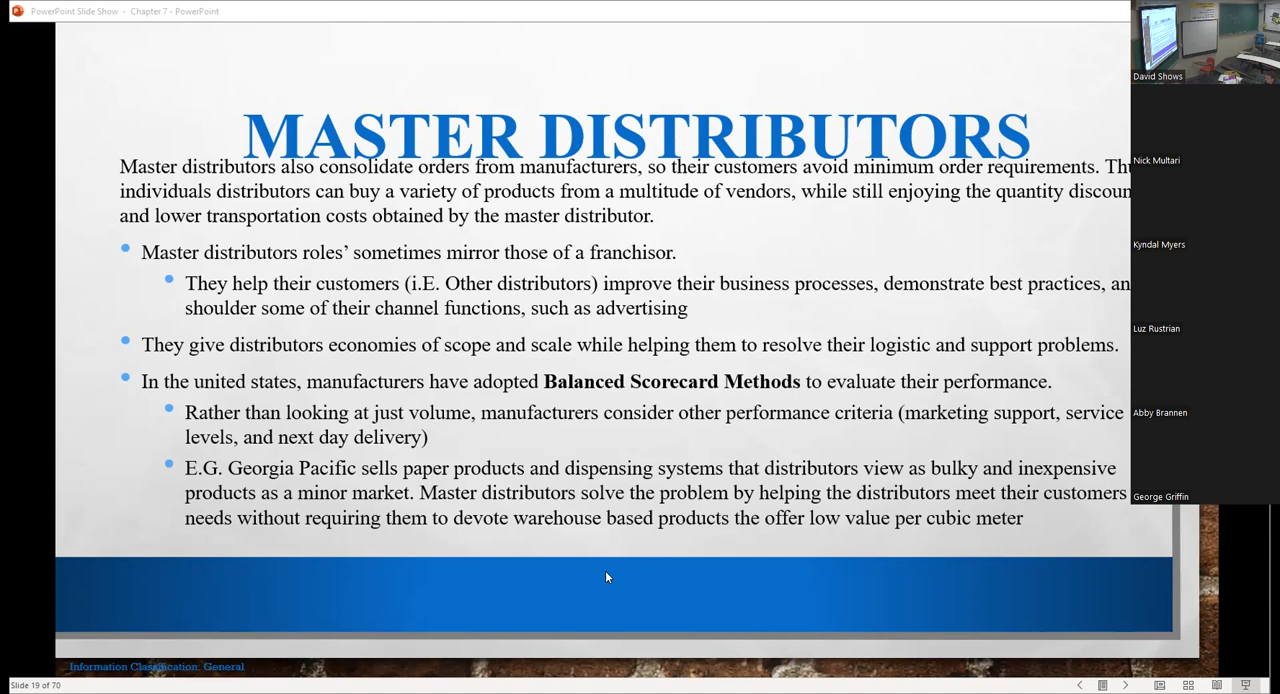 PowerPoint Slide Show - Chapter 7 - PowerPoint
MASTER DISTRIBUTORS
Master distributors also consolidate orders from manufacturers, so their customers avoid minimum order requirements.
individuals distributors can buy a variety of products from a multitude of vendors, while still enjoying the quantity
and lower transportation costs obtained by the master distributor.
Master distributors roles’ sometimes mirror those of a franchisor.
They help their customers (i.E. Other distributors) improve their business processes, demonstrate best practices,
shoulder some of their channel functions, such as advertising
They give distributors economies of scope and scale while helping them to resolve their logistic and support problems.
In the united states, manufacturers have adopted Balanced Scorecard Methods to evaluate their performance.
Rather than looking at just volume, manufacturers consider other performance criteria (marketing support, service
levels, and next day delivery)
E.G. Georgia Pacific sells paper products and dispensing systems that distributors view as bulky and inexpensive
products as a minor market. Master distributors solve the problem by helping the distributors meet their customers
needs without requiring them to devote warehouse based products the offer low value per cubic meter
Information Classification: General
Slide 19 of 70
David Shows
Nick Multari
Kyndal Myers
Luz Rustrian
Abby Brannen
George Griffin